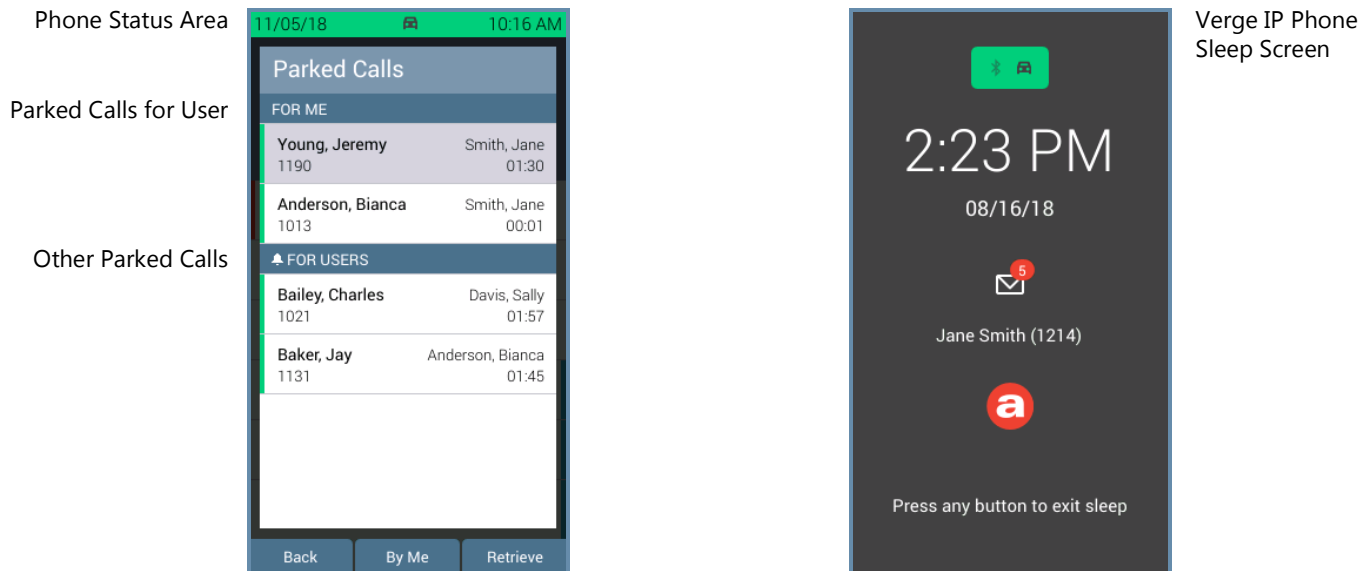 Phone Status Area
11/05/18 10:16 AM
Parked Calls
Parked Calls for User
FOR ME
Young, Jeremy Smith, Jane
1190 01:30
Anderson, Bianca Smith, Jane
1013 00:01
Other Parked Calls
FOR USERS
Bailey, Charles Davis, Sally
1021 01:57
Baker, Jay Anderson, Bianca
1131 01:45
Back By Me Retrieve
Verge IP Phone
Sleep Screen
2:23 PM
08/16/18
5
Jane Smith (1214)
a
Press any button to exit sleep